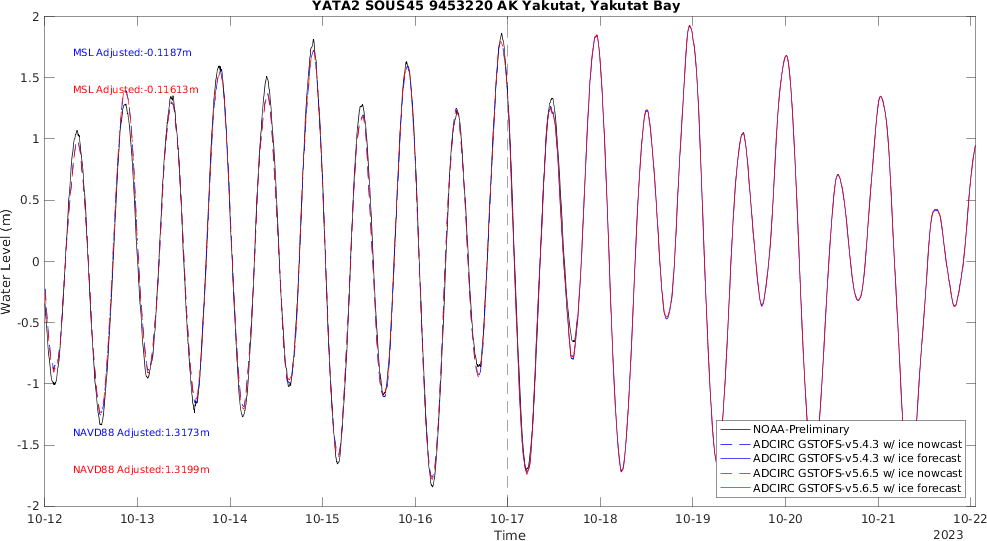 YATA2 SOUS45 9453220 AK Yakutat, Yakutat Bay
MSL Adjusted:-0.1187m
MSL Adjusted:-0.11613m
NAVD88 Adjusted:1.3173m
NAVD88 Adjusted:1.3199m
Water Level (m)
2
1.5
1
0.5
0
-0.5
-1
-1.5
-2
NOAA-Preliminary
ADCIRC GSTOFS-v5.4.3 w/ ice nowcast
ADCIRC GSTOFS-v5.4.3 w/ ice forecast
ADCIRC GSTOFS-v5.6.5 w/ ice nowcast
ADCIRC GSTOFS-v5.6.5 w/ ice forecast
10-12 10-13 10-14 10-15 10-16 10-17 10-18 10-19 10-20 10-21 10-22
Time
2023